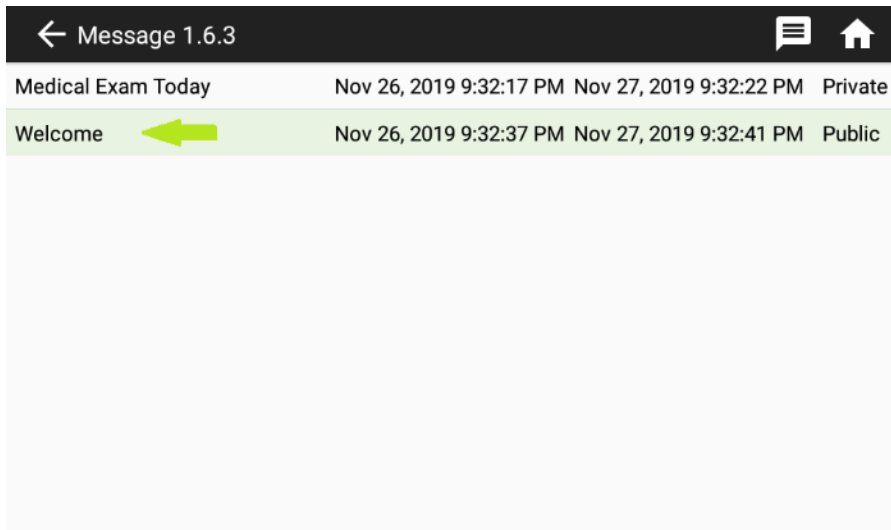 Message 1.6.3
Medical Exam Today Nov 26, 2019 9:32:17 PM Nov 27, 2019 9:32:22 PM Private
Welcome Nov 26, 2019 9:32:37 PM Nov 27, 2019 9:32:41 PM Public